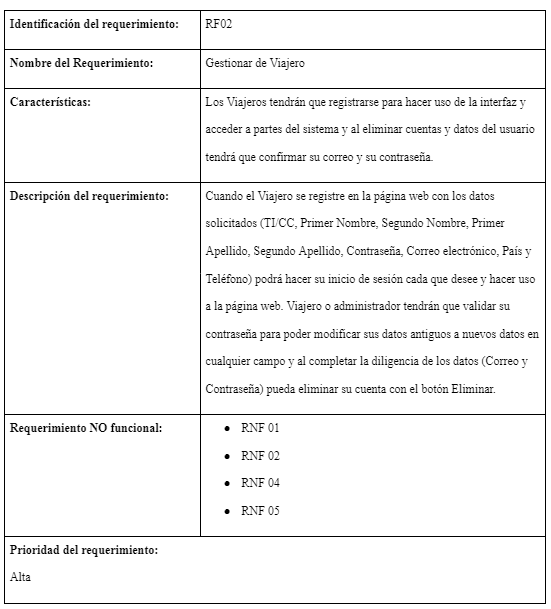 Identificación del requerimiento: RF02
Nombre del Requerimiento: Gestionar de Viajero
Características: Los Viajeros tendrán que registrarse para hacer uso de la interfaz y
acceder a partes del sistema y al eliminar cuentas y datos del usuario
tendrá que confirmar su correo y su contraseña.
Descripción del requerimiento: Cuando el Viajero se registre en la página web con los datos
solicitados (TI/CC, Primer Nombre, Segundo Nombre, Primer
Apellido, Segundo Apellido, Contraseña, Correo electrónico, País y
Teléfono) podrá hacer su inicio de sesión cada que desee y hacer uso
a la página web. Viajero o administrador tendrán que validar su
contraseña para poder modificar sus datos antiguos a nuevos datos en
cualquier campo y al completar la diligencia de los datos (Correo y
Contraseña) pueda eliminar su cuenta con el botón Eliminar.
Requerimiento NO funcional: • RNF 01
• RNF 02
• RNF 04
• RNF 05
Prioridad del requerimiento:
Alta